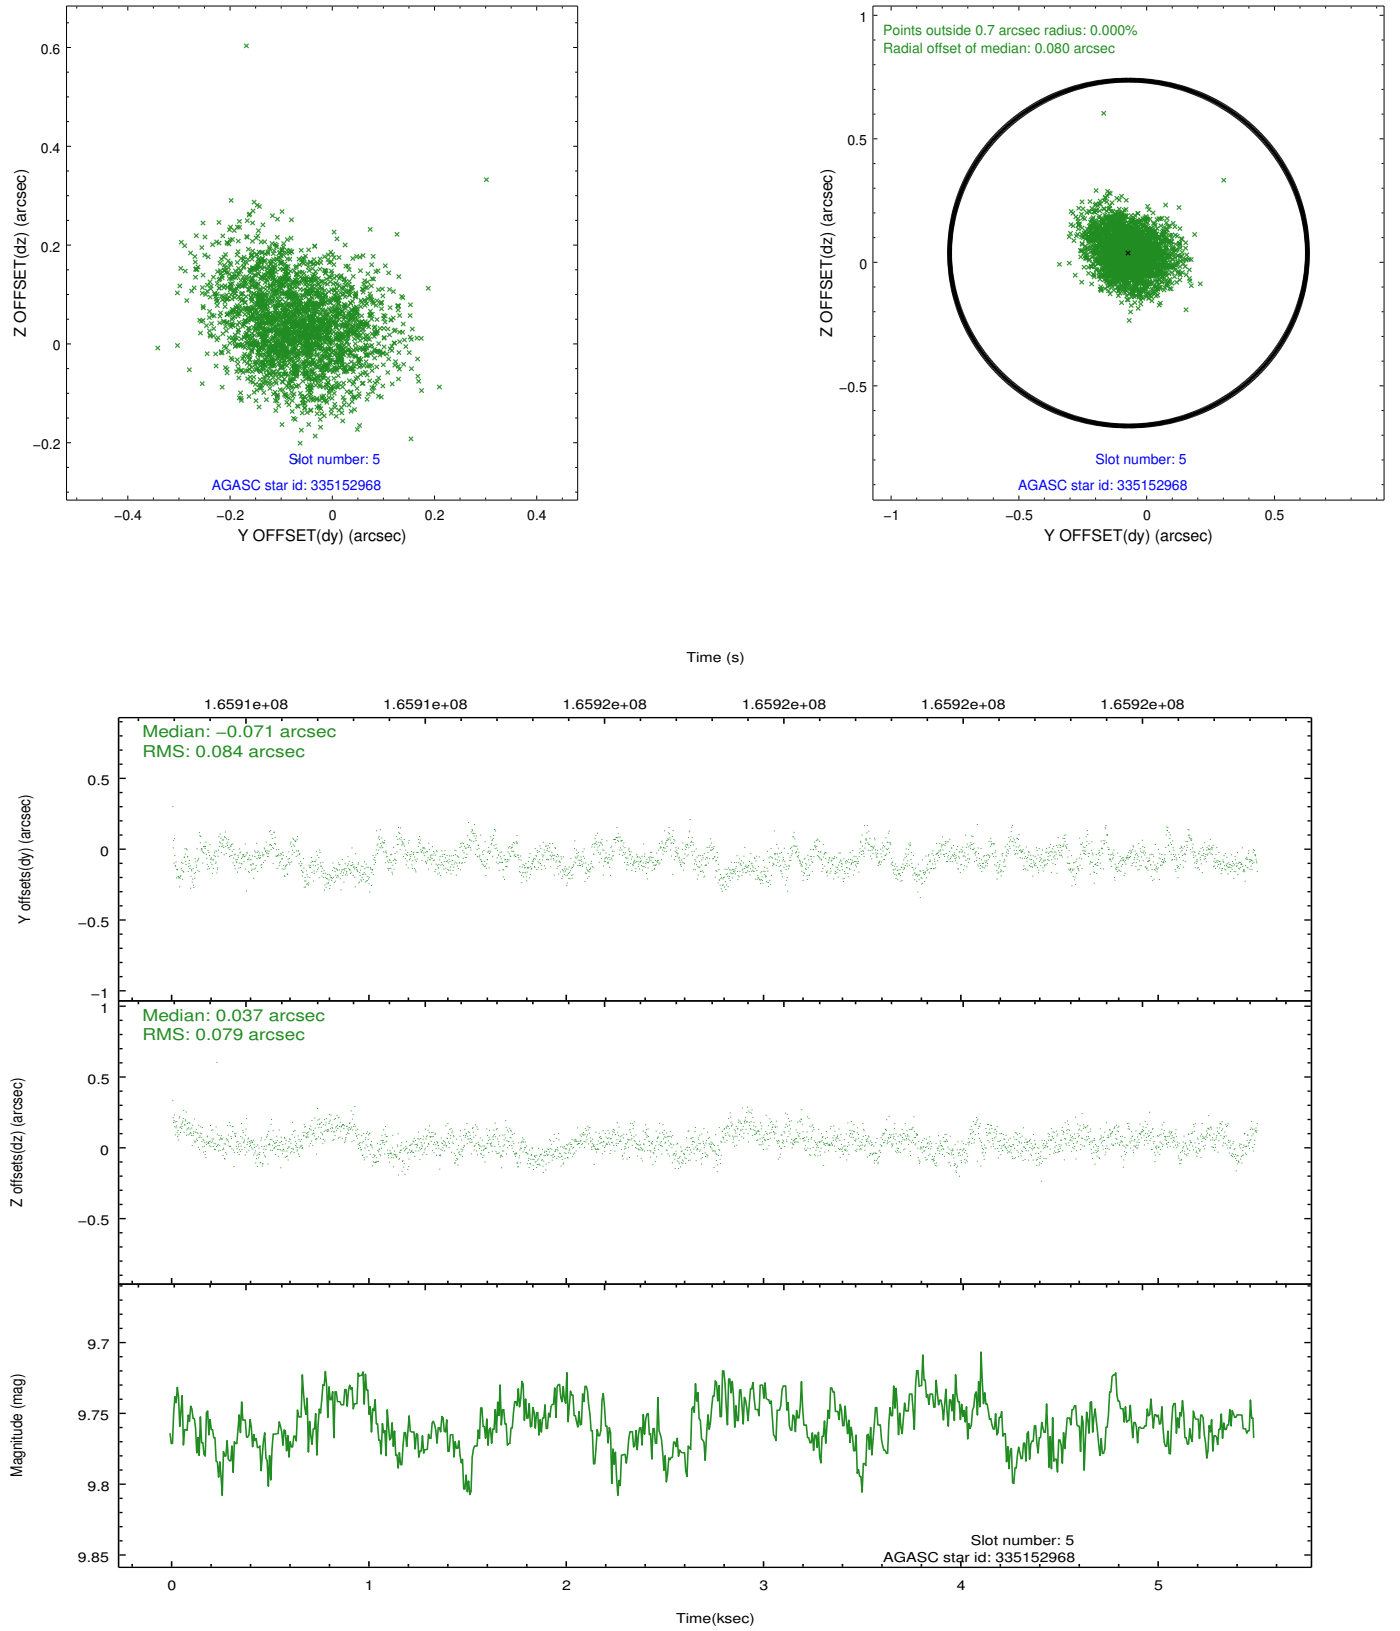 0.6
0.4
0.2
0
−0.2
Z OFFSET(dz) (arcsec)
Slot number: 5
AGASC star id: 335152968
−0.4
−0.2
0
0.2
0.4
Y OFFSET(dy) (arcsec)
Points outside 0.7 arcsec radius: 0.000%
Radial offset of median: 0.080 arcsec
1
0.5
0
−0.5
Z OFFSET(dz) (arcsec)
Slot number: 5
AGASC star id: 335152968
−1
−0.5
0
0.5
Y OFFSET(dy) (arcsec)
Time (s)
1.6591e+08
1.6591e+08
1.6592e+08
1.6592e+08
1.6592e+08
1.6592e+08
Median: −0.071 arcsec
RMS: 0.084 arcsec
0.5
0
−0.5
−1
Y offsets(dy) (arcsec)
Median: 0.037 arcsec
RMS: 0.079 arcsec
1
0.5
0
−0.5
Z offsets(dz) (arcsec)
9.7
9.75
9.8
9.85
Magnitude (mag)
Slot number: 5
AGASC star id: 335152968
0
1
2
3
4
5
Time(ksec)